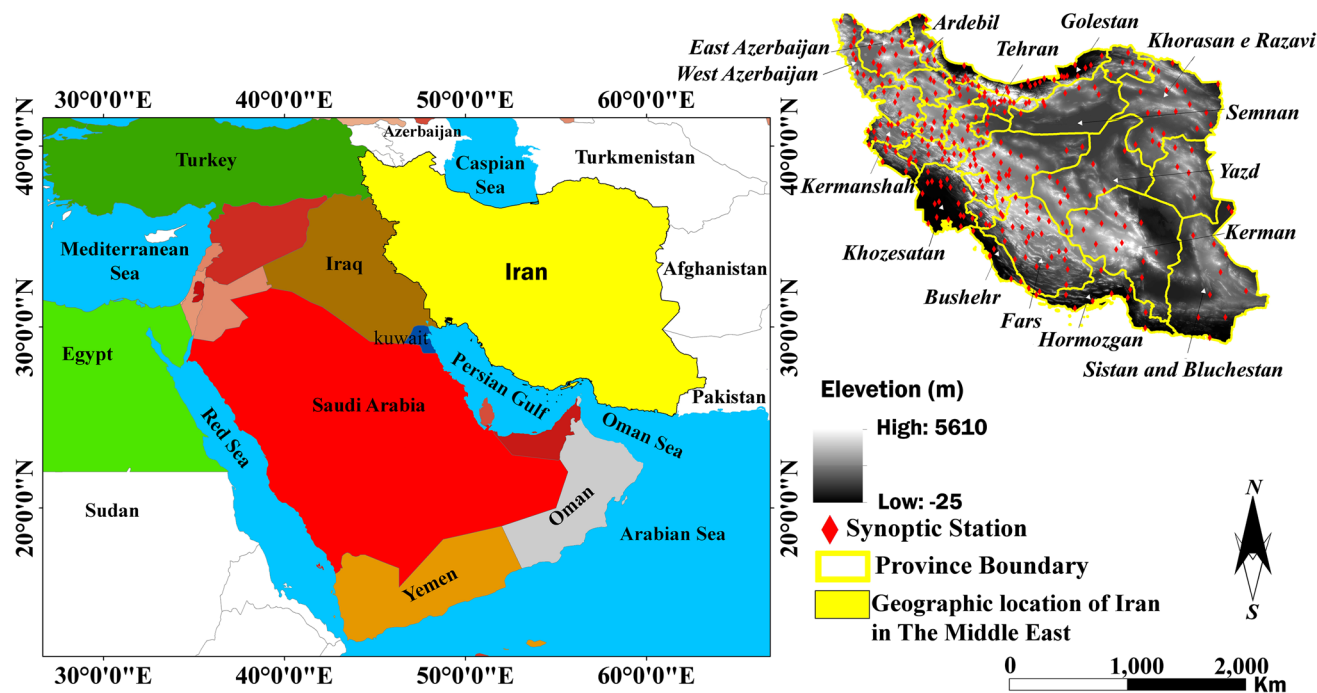 30°0'0"E
40°0'0"E
50°0'0"E
60°0'0"E
40°0'0"N
30°0'0"N
20°0'0"N
Azerbaijan
Turkey
Caspian
Sea
Turkmenistan
Mediterranean
Sea
Iraq
Iran
Afghanistan
kuwait
Egypt
Persian Gulf
Pakistan
Saudi Arabia
Red Sea
Oman Sea
Sudan
Oman
Arabian Sea
Yemen
40°0'0"N
30°0'0"N
20°0'0"N
30°0'0"E
40°0'0"E
50°0'0"E
60°0'0"E
Ardebil
Golestan
East Azerbaijan
Tehran
Khorasan e Razavi
West Azerbaijan
Semnan
Kermanshah
Yazd
Khozesatan
Kerman
Bushehr
Fars
Hormozgan
Sistan and Bluchestan
Elevetion (m)
High: 5610
Low: -25
Synoptic Station
Province Boundary
Geographic location of Iran
in The Middle East
N
S
0 1,000 2,000
Km